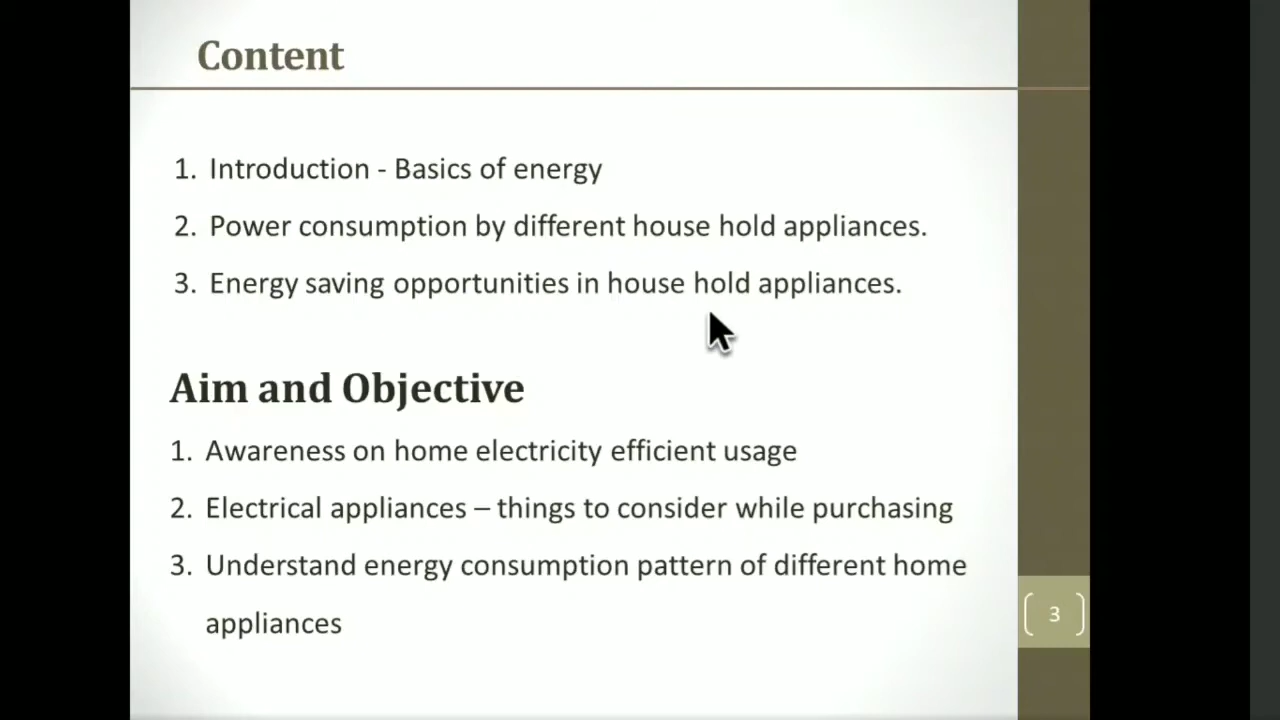 Content
1. Introduction - Basics of energy
2. Power consumption by different house hold appliances.
3. Energy saving opportunities in house hold appliances.
Aim and Objective
1. Awareness on home electricity efficient usage
2. Electrical appliances – things to consider while purchasing
3. Understand energy consumption pattern of different home
appliances
3